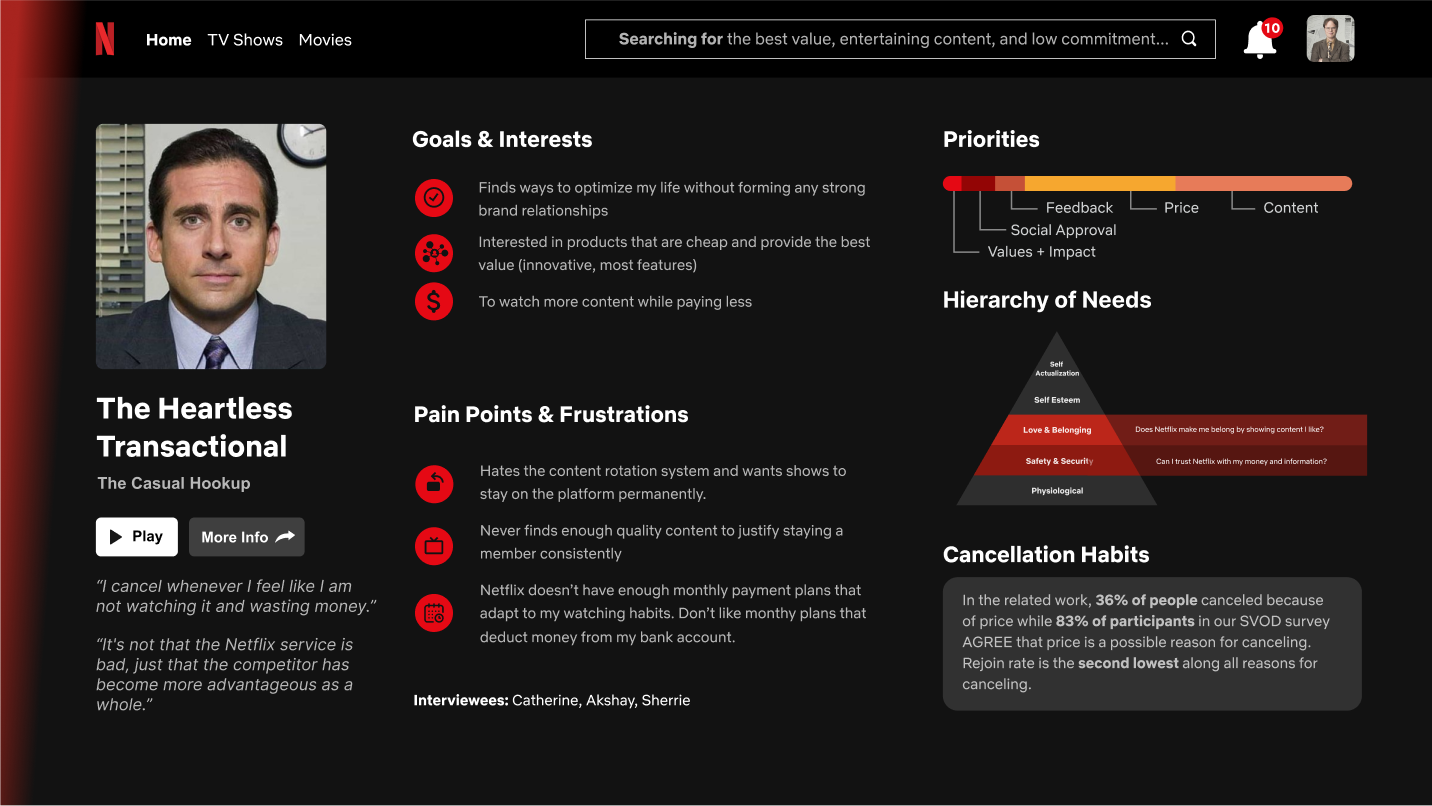 N
Home TV Shows Movies
Searching for the best value, entertaining content, and low commitment...
10
The Heartless
Transactional
The Casual Hookup
Play
More Info
“I cancel whenever I feel like I am
not watching it and wasting money.”
“It's not that the Netflix service is
bad, just that the competitor has
become more advantageous as a
whole.”
Goals & Interests
Finds ways to optimize my life without forming any strong
brand relationships
Interested in products that are cheap and provide the best
value (innovative, most features)
$
To watch more content while paying less
Pain Points & Frustrations
Hates the content rotation system and wants shows to
stay on the platform permanently.
Never finds enough quality content to justify staying a
member consistently
Netflix doesn’t have enough monthly payment plans that
adapt to my watching habits. Don’t like monthy plans that
deduct money from my bank account.
Interviewees: Catherine, Akshay, Sherrie
Priorities
Feedback
Price
Content
Social Approval
Values + Impact
Hierarchy of Needs
Self
Actualization
Self Esteem
Love & Belonging
Does Netflix make me belong by showing content I like?
Safety & Security
Can I trust Netflix with my money and information?
Physiological
Cancellation Habits
In the related work, 36% of people canceled because
of price while 83% of participants in our SVOD survey
AGREE that price is a possible reason for canceling.
Rejoin rate is the second lowest along all reasons for
canceling.